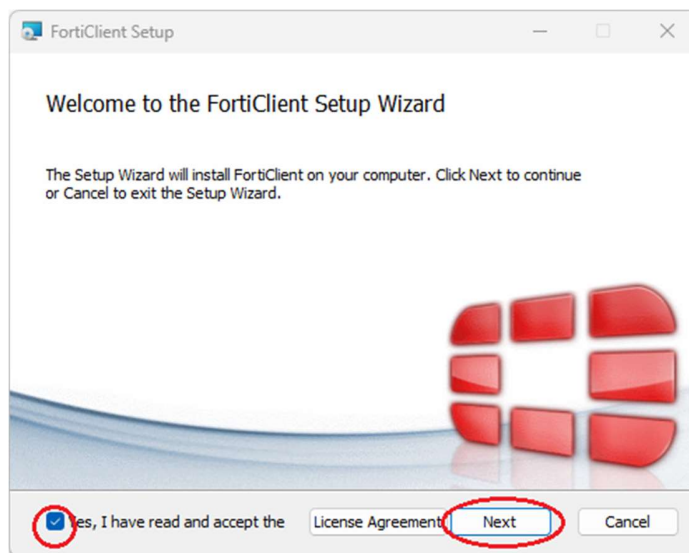 FortiClient Setup
Welcome to the FortiClient Setup Wizard
The Setup Wizard will install FortiClient on your computer. Click Next to continue
or Cancel to exit the Setup Wizard.
Yes, I have read and accept the License Agreement Next Cancel